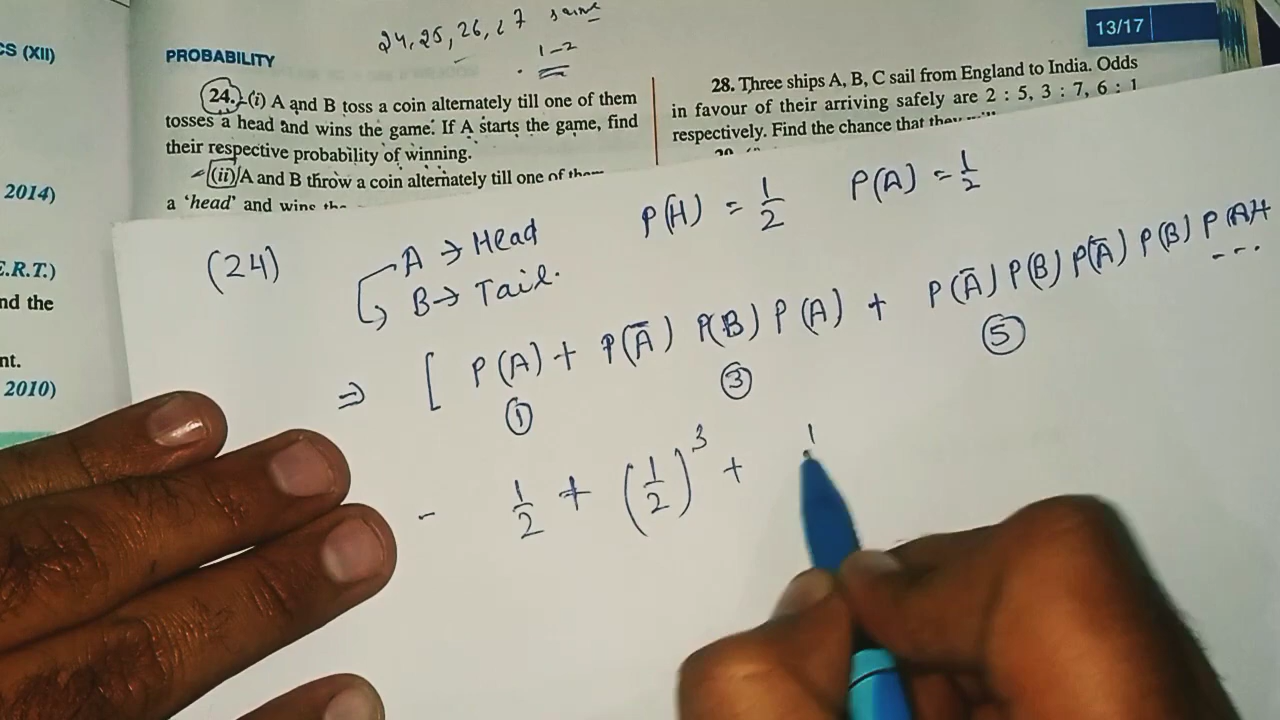 24, 25, 26, 27 same
1-2
13/17
CS (XII)
PROBABILITY
24. (i) A and B toss a coin alternately till one of them
tosses a head and wins the game. If A starts the game, find
their respective probability of winning.
(ii) A and B throw a coin alternately till one of them
a 'head' and wins the
28. Three ships A, B, C sail from England to India. Odds
in favour of their arriving safely are 2 : 5, 3 : 7, 6 : 1
respectively. Find the chance that they
2014)
E.R.T.)
nd the
nt.
2010)
(24)
A → Head
B → Tail.
P(H) = 1/2
P(A) = 1/2
⇒ [ P(A) + P(Ā) P(B) P(A) + P(Ā) P(B) P(Ā) P(B) P(A)+ ...
① ③ ⑤
- 1/2 + (1/2)³ + 1